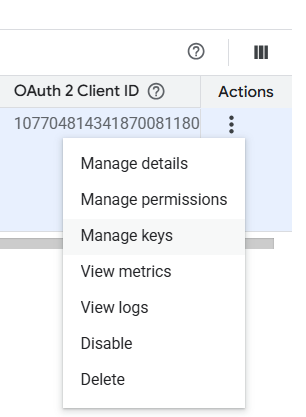 OAuth 2 Client ID
Actions
107704814341870081180
Manage details
Manage permissions
Manage keys
View metrics
View logs
Disable
Delete